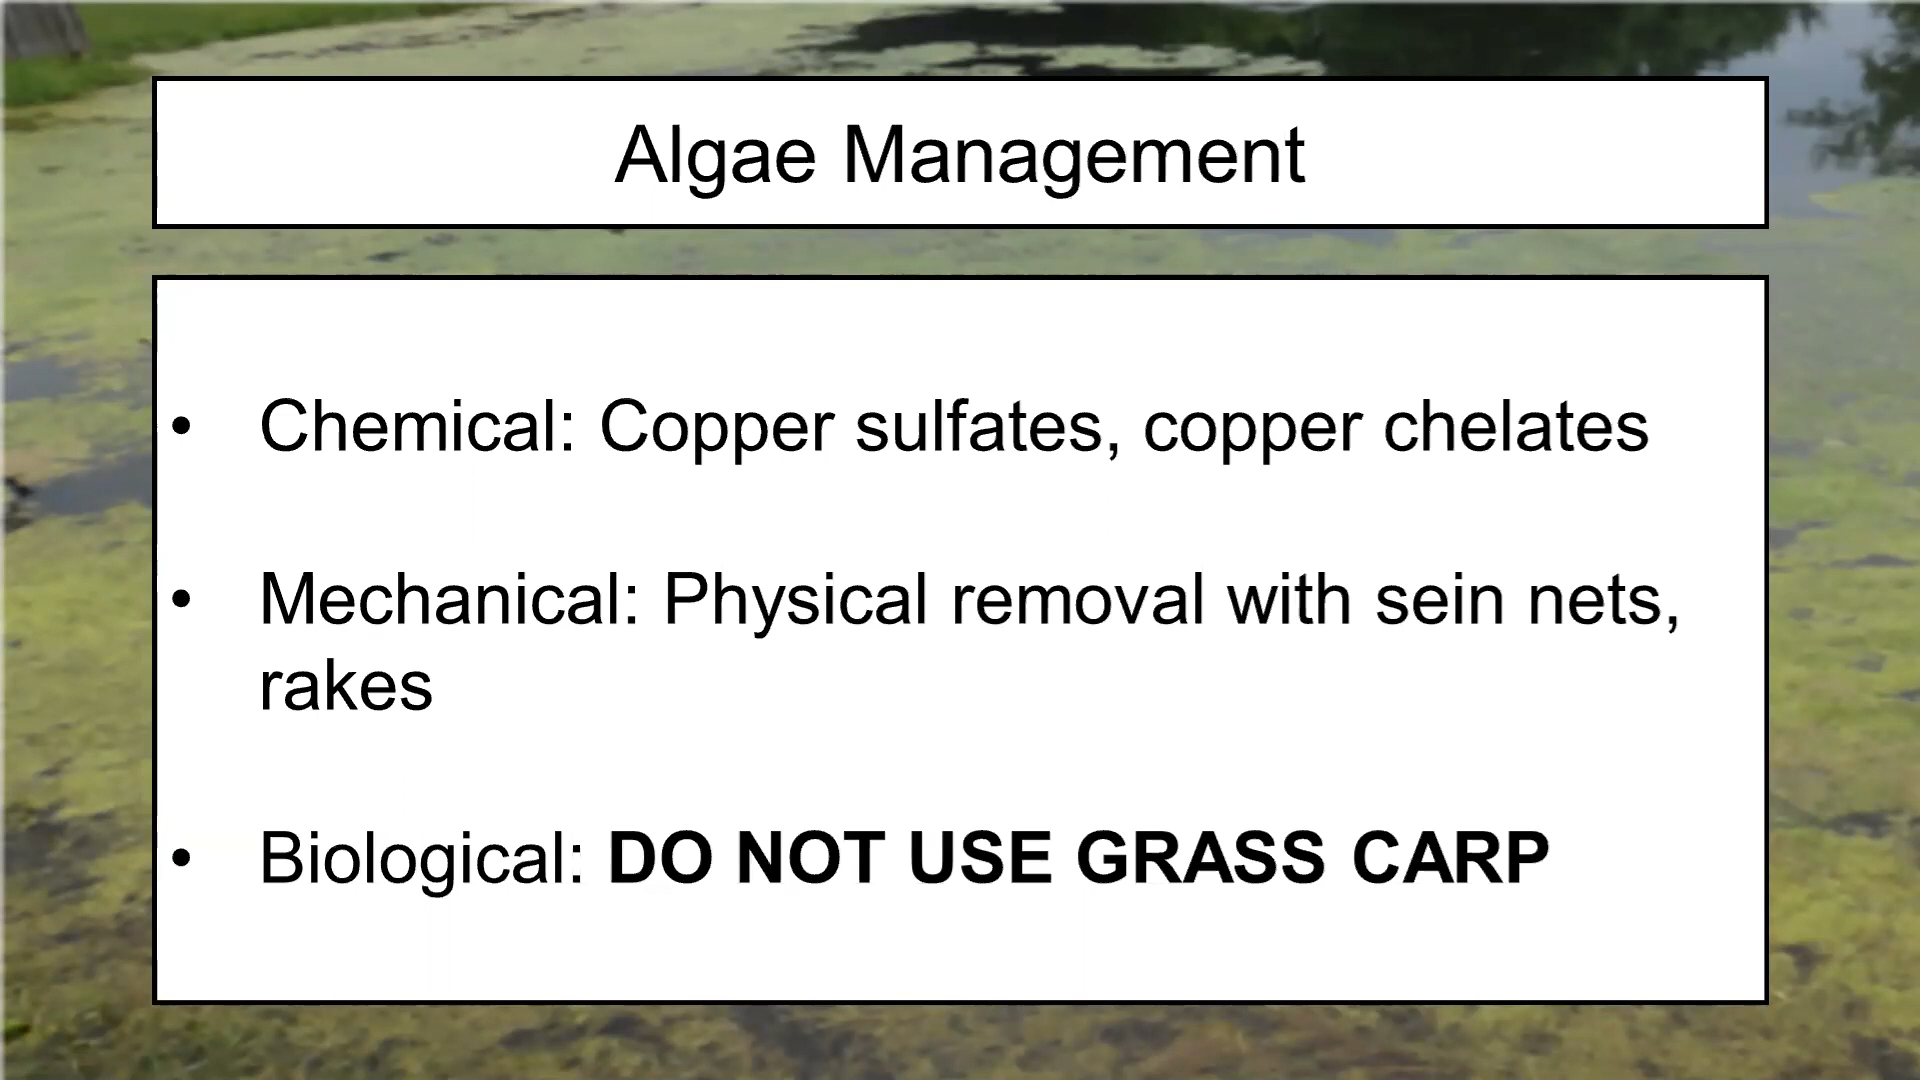 Algae Management
• Chemical: Copper sulfates, copper chelates
• Mechanical: Physical removal with sein nets,
rakes
• Biological: DO NOT USE GRASS CARP